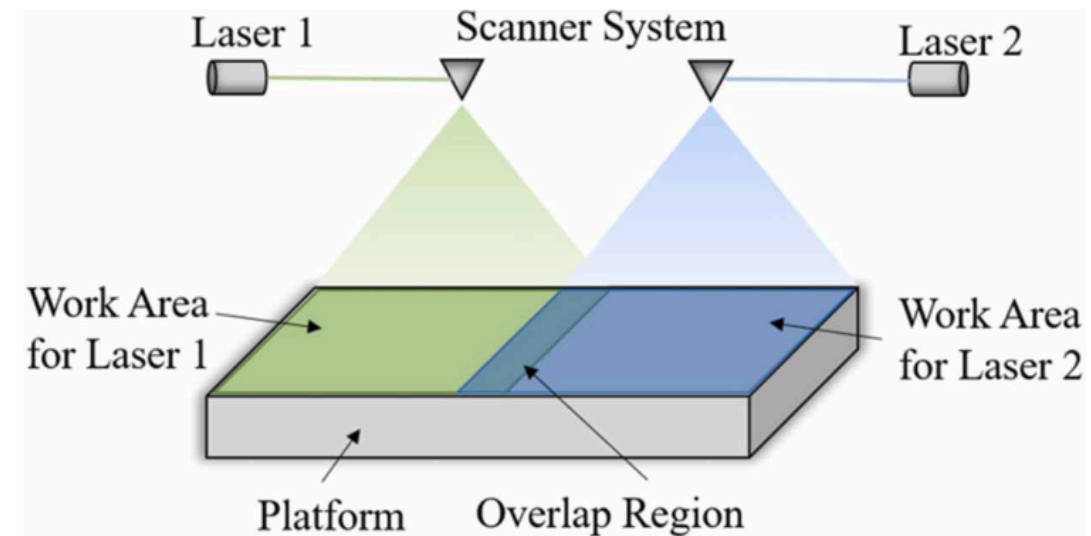 Laser 1
Scanner System
Laser 2
Work Area
for Laser 1
Work Area
for Laser 2
Platform
Overlap Region